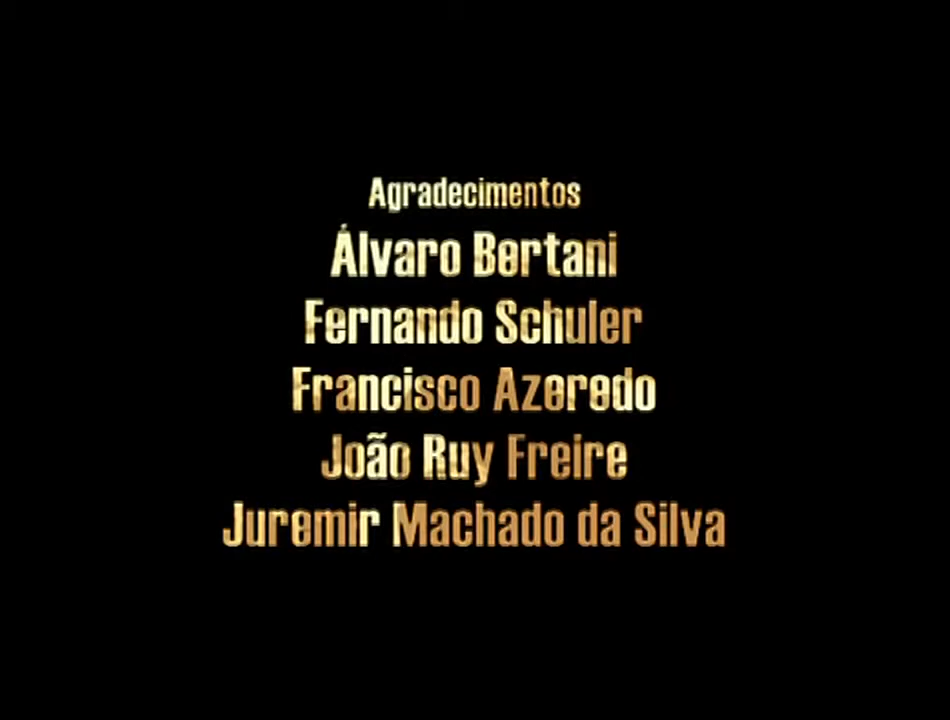 Agradecimentos
Álvaro Bertani
Fernando Schuler
Francisco Azeredo
João Ruy Freire
Juremir Machado da Silva